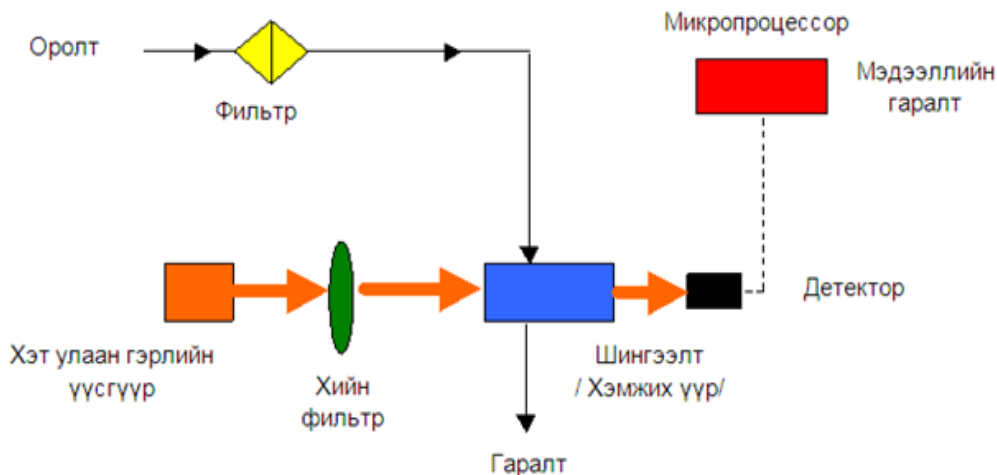 Микропроцессор
Оролт
Мэдээллийн
гаралт
Фильтр
Детектор
Хэт улаан гэрлийн
үүсгүүр
Хийн
фильтр
Шингээлт
/ Хэмжих үүр/
Гаралт